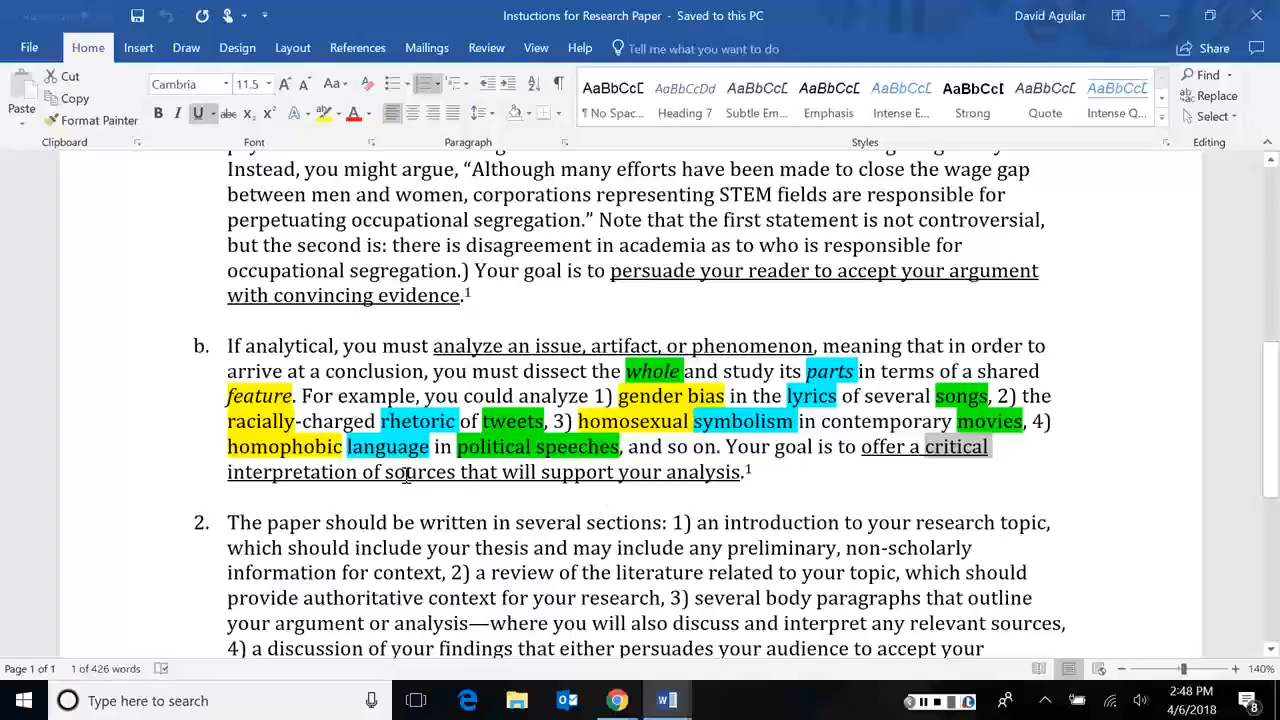 Instuctions for Research Paper - Saved to this PC
David Aguilar
File Home Insert Draw Design Layout References Mailings Review View Help Tell me what you want to do
Share
Paste
Cut
Copy
Format Painter
Clipboard
Cambria 11.5
Font
Paragraph
AaBbCcD AaBbCcDd AaBbCcD AaBbCcD AaBbCcD AaBbCcD AaBbCcD AaBbCcD
¶ No Spac... Heading 7 Subtle Em... Emphasis Intense E... Strong Quote Intense Q...
Styles
Find
Replace
Select
Editing
Instead, you might argue, “Although many efforts have been made to close the wage gap
between men and women, corporations representing STEM fields are responsible for
perpetuating occupational segregation.” Note that the first statement is not controversial,
but the second is: there is disagreement in academia as to who is responsible for
occupational segregation.) Your goal is to persuade your reader to accept your argument
with convincing evidence.¹
b. If analytical, you must analyze an issue, artifact, or phenomenon, meaning that in order to
arrive at a conclusion, you must dissect the whole and study its parts in terms of a shared
feature. For example, you could analyze 1) gender bias in the lyrics of several songs, 2) the
racially-charged rhetoric of tweets, 3) homosexual symbolism in contemporary movies, 4)
homophobic language in political speeches, and so on. Your goal is to offer a critical
interpretation of sources that will support your analysis.¹
2. The paper should be written in several sections: 1) an introduction to your research topic,
which should include your thesis and may include any preliminary, non-scholarly
information for context, 2) a review of the literature related to your topic, which should
provide authoritative context for your research, 3) several body paragraphs that outline
your argument or analysis—where you will also discuss and interpret any relevant sources,
4) a discussion of your findings that either persuades your audience to accept your
Page 1 of 1 1 of 426 words
140%
Type here to search
2:48 PM
4/6/2018
8